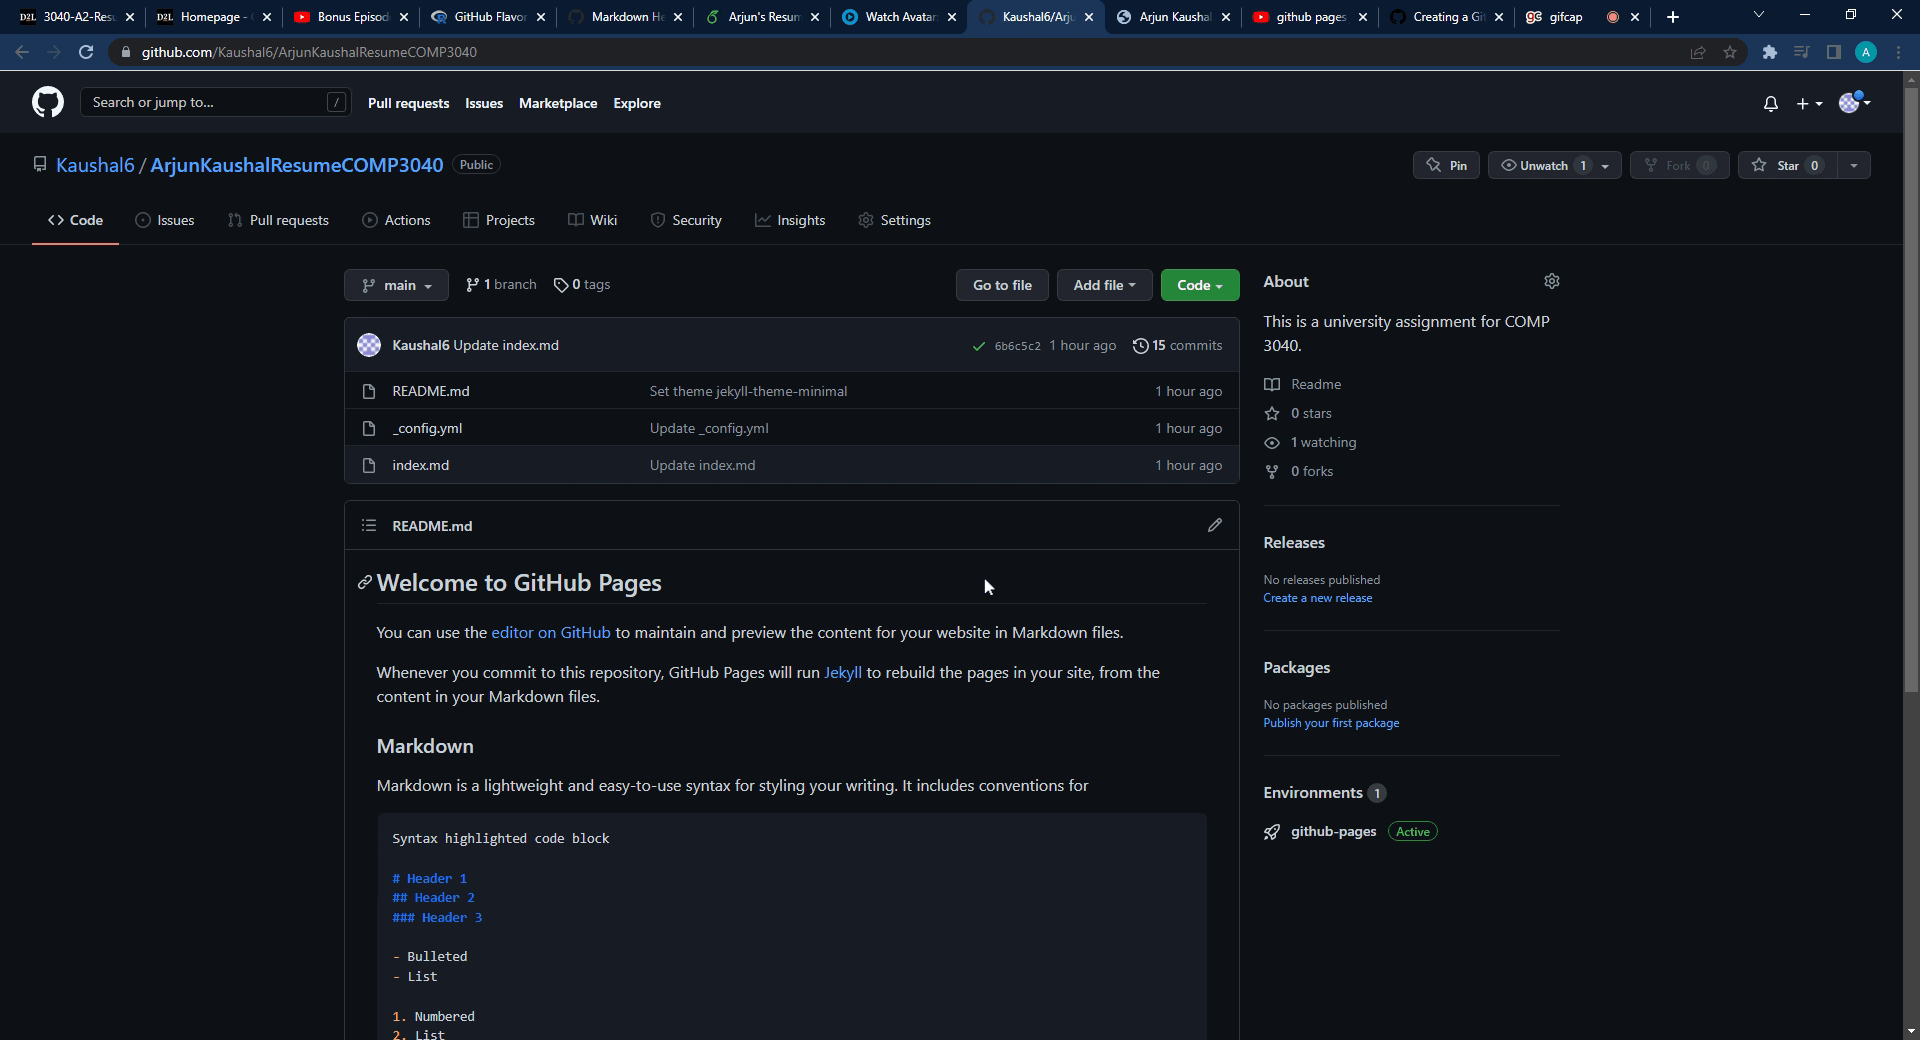 3040-A2-Res
Homepage -
Bonus Episod
GitHub Flavor
Markdown He
Arjun's Resum
Watch Avatar
Kaushal6/Arju
Arjun Kaushal
github pages
Creating a Git
gifcap
github.com/Kaushal6/ArjunKaushalResumeCOMP3040
A
Search or jump to...
/
Pull requests
Issues
Marketplace
Explore
Kaushal6 / ArjunKaushalResumeCOMP3040
Public
Pin
Unwatch 1
Fork 0
Star 0
Code
Issues
Pull requests
Actions
Projects
Wiki
Security
Insights
Settings
main
1 branch
0 tags
Go to file
Add file
Code
Kaushal6 Update index.md
6b6c5c2 1 hour ago
15 commits
README.md
Set theme jekyll-theme-minimal
1 hour ago
_config.yml
Update _config.yml
1 hour ago
index.md
Update index.md
1 hour ago
README.md
Welcome to GitHub Pages
You can use the editor on GitHub to maintain and preview the content for your website in Markdown files.
Whenever you commit to this repository, GitHub Pages will run Jekyll to rebuild the pages in your site, from the
content in your Markdown files.
Markdown
Markdown is a lightweight and easy-to-use syntax for styling your writing. It includes conventions for
Syntax highlighted code block
# Header 1
## Header 2
### Header 3
- Bulleted
- List
1. Numbered
2. List
About
This is a university assignment for COMP
3040.
Readme
0 stars
1 watching
0 forks
Releases
No releases published
Create a new release
Packages
No packages published
Publish your first package
Environments 1
github-pages
Active